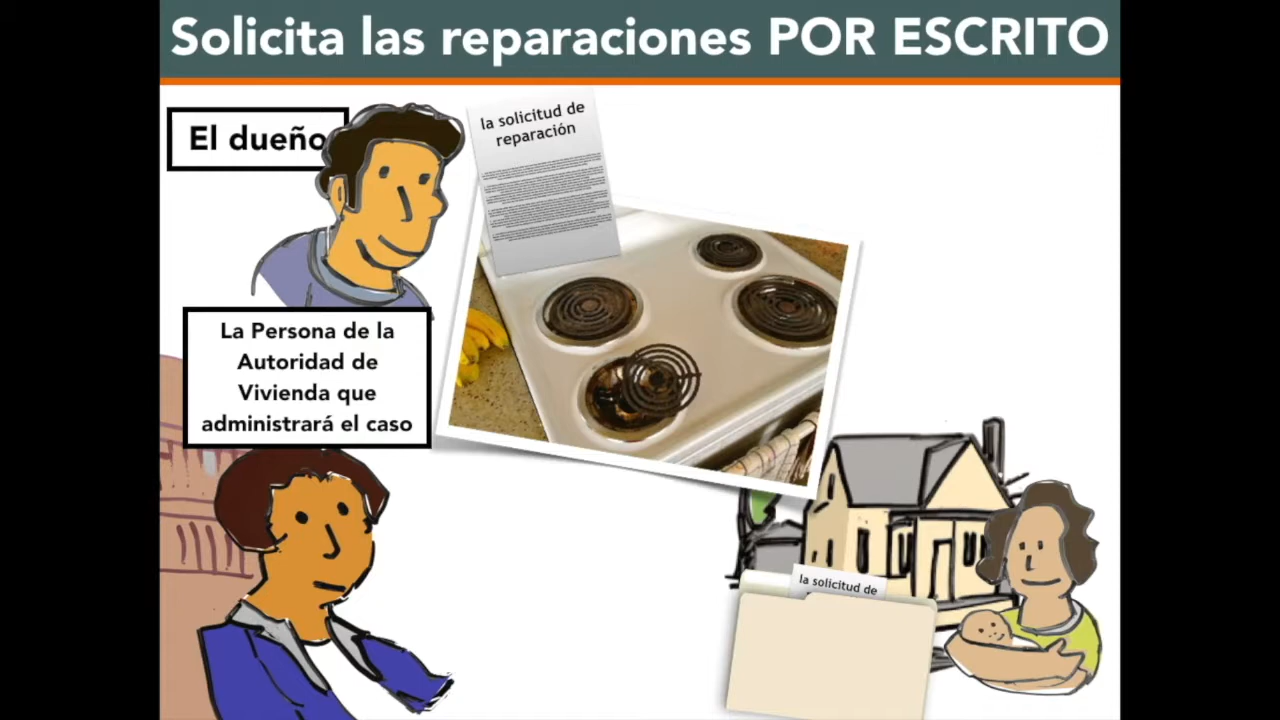 Solicita las reparaciones POR ESCRITO
El dueño
la solicitud de
reparación
La Persona de la
Autoridad de
Vivienda que
administrará el caso
la solicitud de